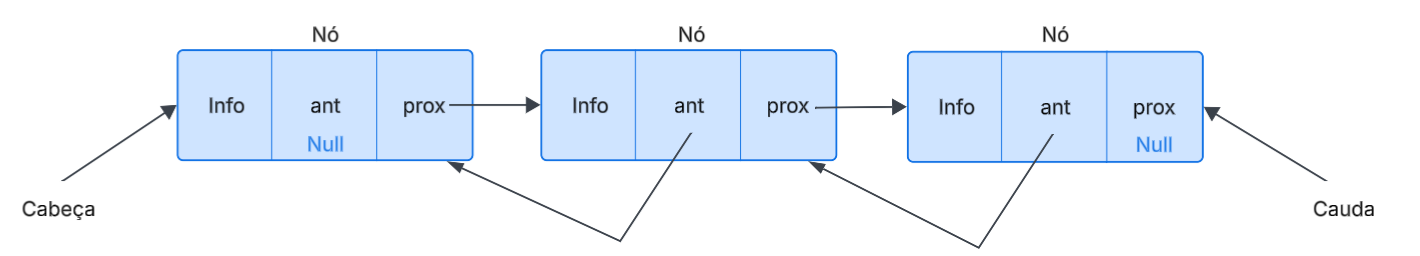 Nó
Nó
Nó
Info ant prox
Null
Info ant prox
Info ant prox
Null
Cabeça
Cauda